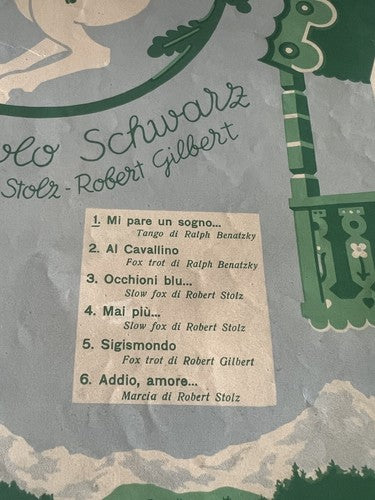 Schwarz
Stolz - Robert Gilbert
1. Mi pare un sogno...
Tango di Ralph Benatzky
2. Al Cavallino
Fox trot di Ralph Benatzky
3. Occhioni blu...
Slow fox di Robert Stolz
4. Mai più...
Slow fox di Robert Stolz
5. Sigismondo
Fox trot di Robert Gilbert
6. Addio, amore...
Marcia di Robert Stolz